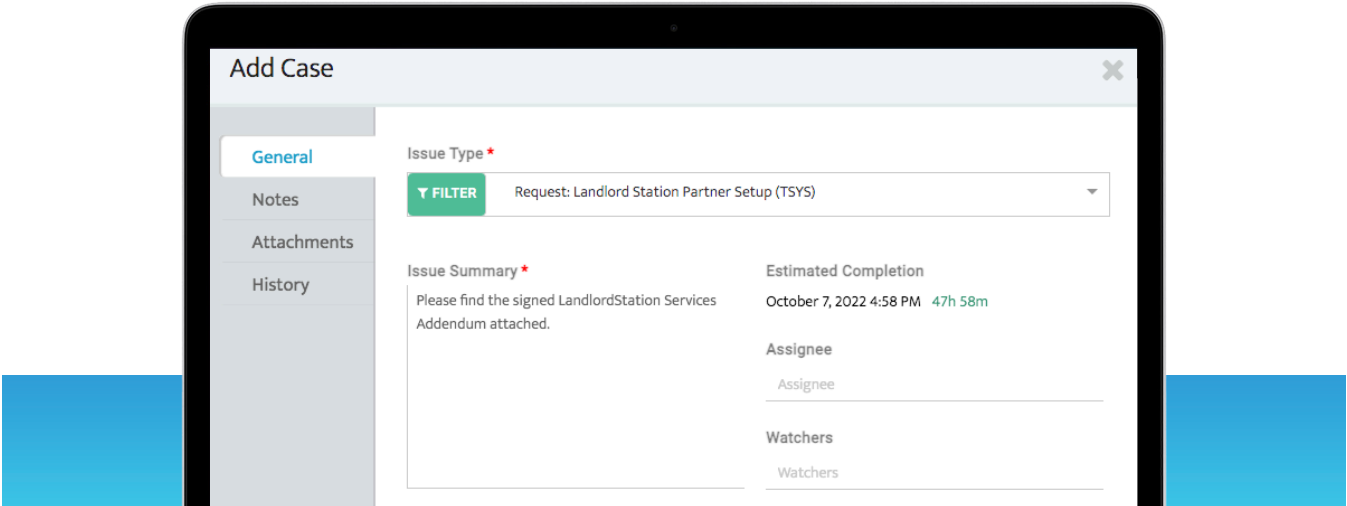 Add Case
General
Notes
Attachments
History
Issue Type *
FILTER
Request: Landlord Station Partner Setup (TSYS)
Issue Summary *
Please find the signed LandlordStation Services
Addendum attached.
Estimated Completion
October 7, 2022 4:58 PM 47h 58m
Assignee
Assignee
Watchers
Watchers